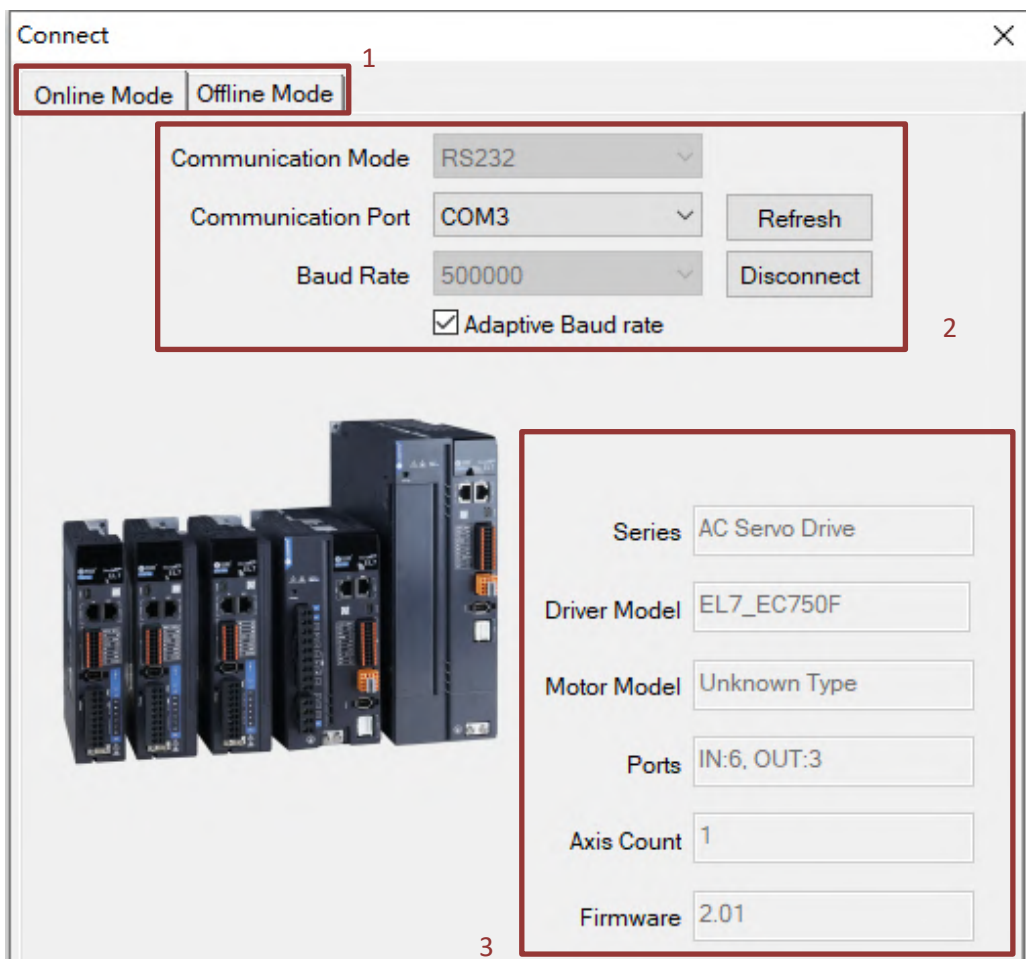 Connect
1
Online Mode Offline Mode
Communication Mode RS232
Communication Port COM3 Refresh
Baud Rate 500000 Disconnect
Adaptive Baud rate
2
Series AC Servo Drive
Driver Model EL7_EC750F
Motor Model Unknown Type
Ports IN:6, OUT:3
Axis Count 1
Firmware 2.01
3